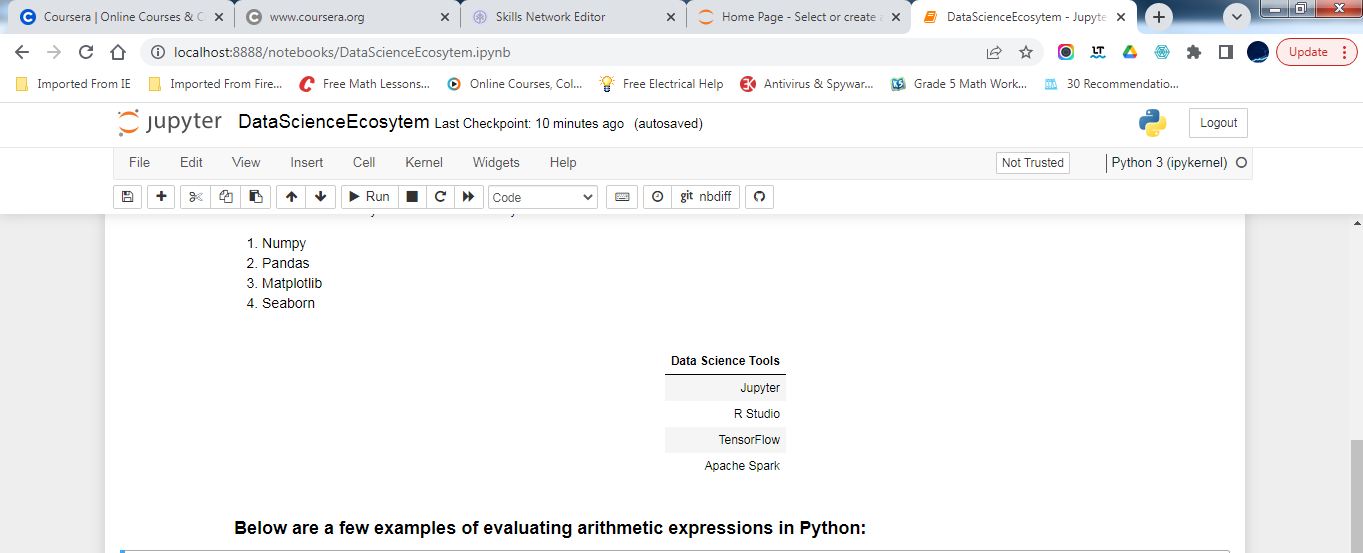 Coursera | Online Courses & C
www.coursera.org
Skills Network Editor
Home Page - Select or create a
DataScienceEcosytem - Jupyte
localhost:8888/notebooks/DataScienceEcosytem.ipynb
Update
Imported From IE
Imported From Fire...
Free Math Lessons...
Online Courses, Col...
Free Electrical Help
Antivirus & Spywar...
Grade 5 Math Work...
30 Recommendatio...
jupyter DataScienceEcosytem Last Checkpoint: 10 minutes ago (autosaved)
Logout
File Edit View Insert Cell Kernel Widgets Help
Not Trusted
Python 3 (ipykernel)
Run
Code
git nbdiff
1. Numpy
2. Pandas
3. Matplotlib
4. Seaborn
Data Science Tools
Jupyter
R Studio
TensorFlow
Apache Spark
Below are a few examples of evaluating arithmetic expressions in Python: